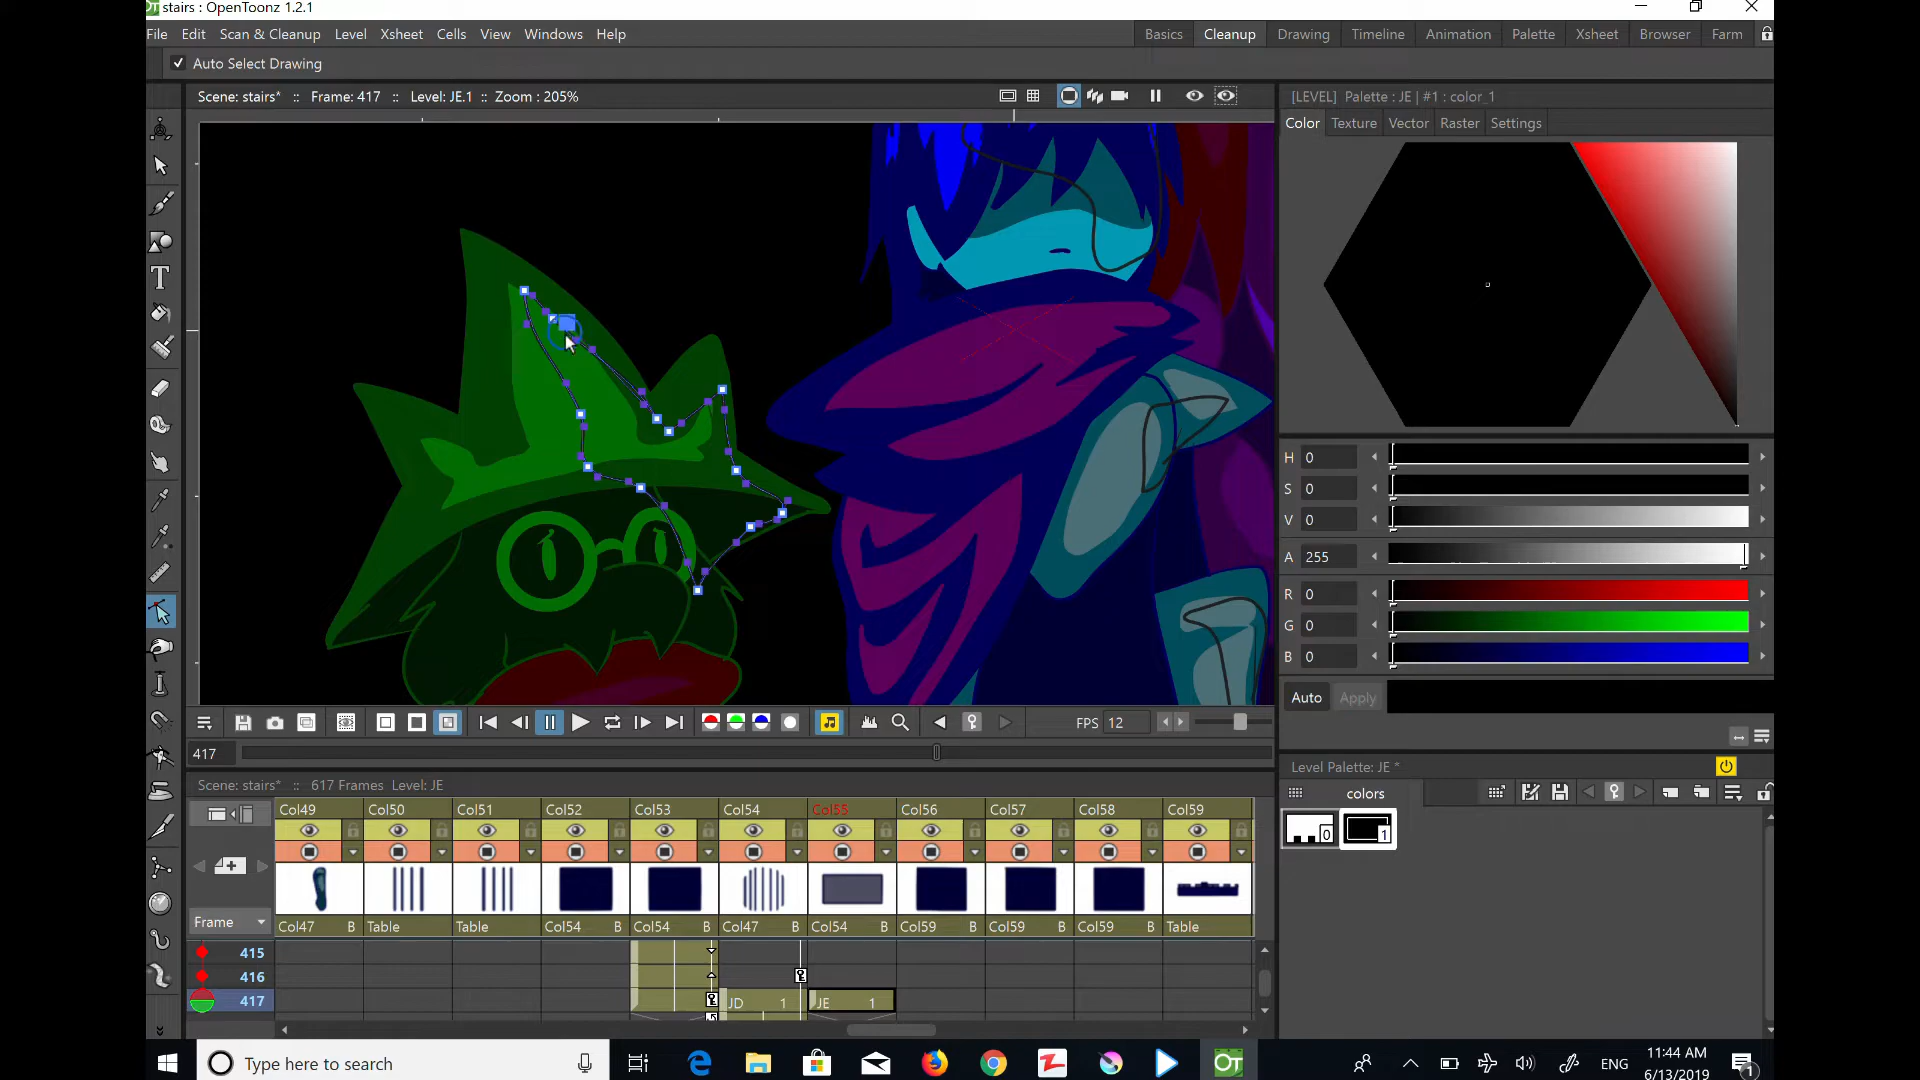 stairs : OpenToonz 1.2.1
File Edit Scan & Cleanup Level Xsheet Cells View Windows Help
Basics Cleanup Drawing Timeline Animation Palette Xsheet Browser Farm
Auto Select Drawing
Scene: stairs* :: Frame: 417 :: Level: JE.1 :: Zoom : 205%
[LEVEL] Palette : JE | #1 : color_1
Color Texture Vector Raster Settings
H 0
S 0
V 0
A 255
R 0
G 0
B 0
Auto Apply
FPS 12
417
Scene: stairs* :: 617 Frames Level: JE
Level Palette: JE *
colors
0 1
Col49 Col50 Col51 Col52 Col53 Col54 Col55 Col56 Col57 Col58 Col59
Frame
Col47 B Table Table Col54 B Col54 B Col47 B Col54 B Col59 B Col59 B Col59 B Table
415
416
417 JD 1 JE 1
Type here to search
OT
ENG
11:44 AM
6/13/2019
1